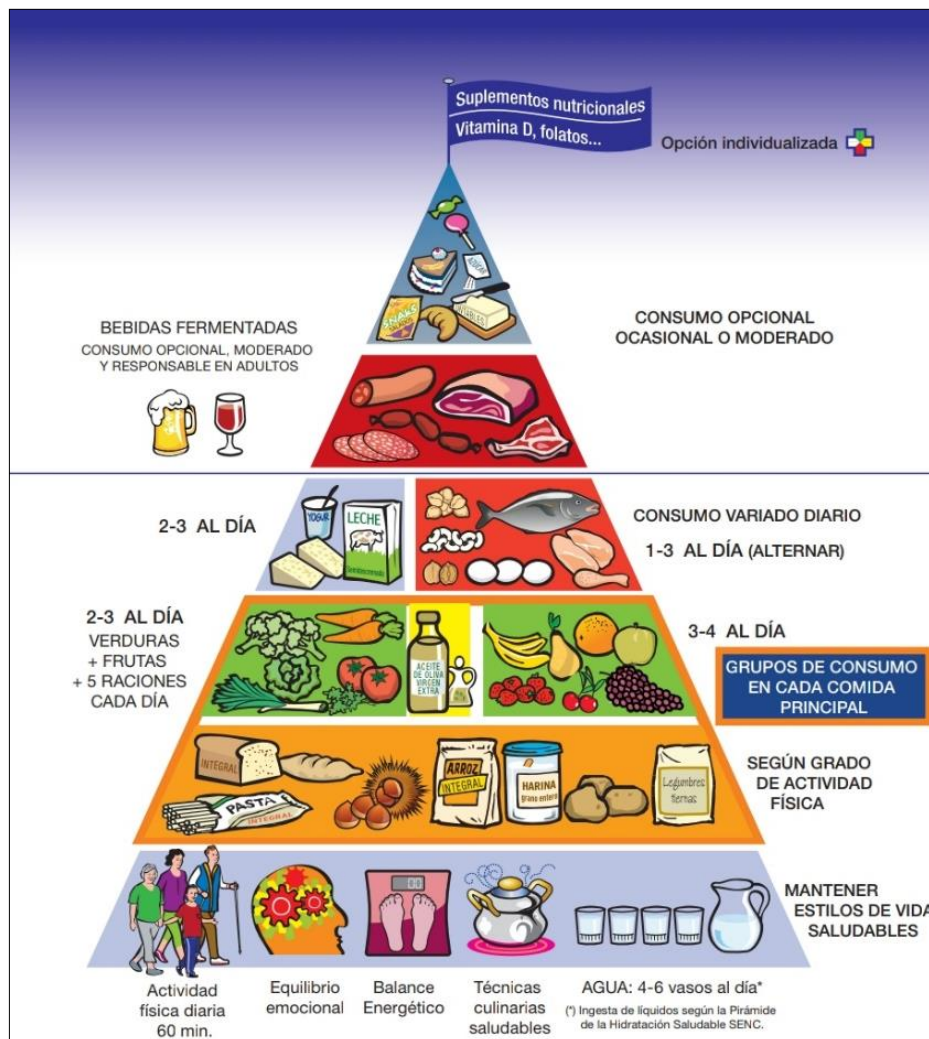 Suplementos nutricionales
Vitamina D, folatos...
Opción individualizada
AZÚCAR
UNTABLES
SNAKS
SALADOS
BEBIDAS FERMENTADAS
CONSUMO OPCIONAL, MODERADO
Y RESPONSABLE EN ADULTOS
CONSUMO OPCIONAL
OCASIONAL O MODERADO
2-3 AL DÍA
YOGUR
LECHE
CONSUMO VARIADO DIARIO
1-3 AL DÍA (ALTERNAR)
2-3 AL DÍA
VERDURAS
+ FRUTAS
+ 5 RACIONES
CADA DÍA
ACEITE
DE OLIVA
VIRGEN
EXTRA
3-4 AL DÍA
GRUPOS DE CONSUMO
EN CADA COMIDA
PRINCIPAL
INTEGRAL
PASTA
INTEGRAL
ARROZ
INTEGRAL
HARINA
grano entero
Legumbres
tiernas
SEGÚN GRADO
DE ACTIVIDAD
FÍSICA
MANTENER
ESTILOS DE VIDA
SALUDABLES
Actividad
física diaria
60 min.
Equilibrio
emocional
Balance
Energético
Técnicas
culinarias
saludables
AGUA: 4-6 vasos al día*
(*) Ingesta de líquidos según la Pirámide
de la Hidratación Saludable SENC.